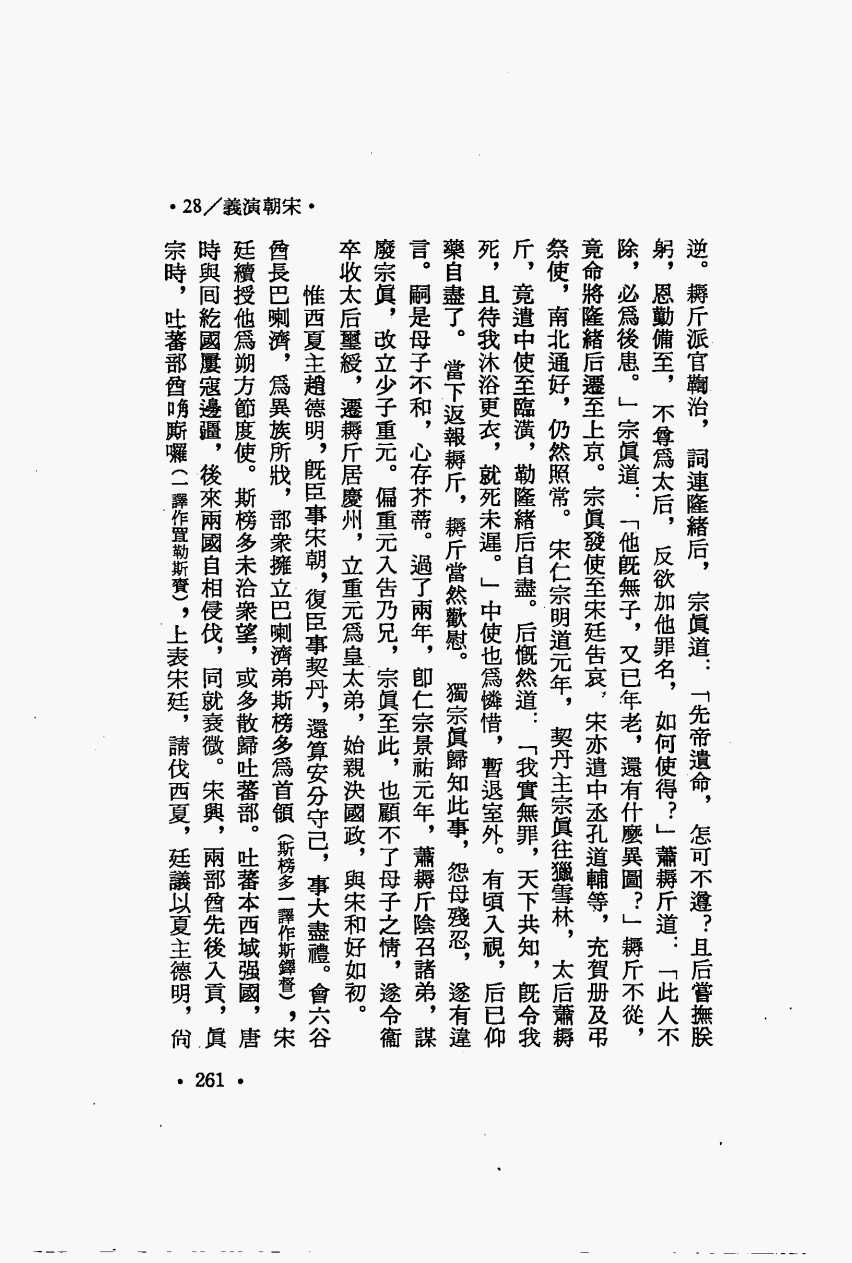 •28／義演朝宋•
逆。耨斤派官鞫治，詞連隆緒后，宗眞道：「先帝遺命，怎可不遵？且后嘗撫朕
躬，恩勤備至，不尊爲太后，反欲加他罪名，如何使得？」蕭耨斤道：「此人不
除，必爲後患。」宗眞道：「他旣無子，又已年老，還有什麼異圖？」耨斤不從，
竟命將隆緒后遷至上京。宗眞發使至宋廷告哀，宋亦遣中丞孔道輔等，充賀册及弔
祭使，南北通好，仍然照常。宋仁宗明道元年，契丹主宗眞往獵雪林，太后蕭耨
斤，竟遣中使至臨潢，勒隆緒后自盡。后慨然道：「我實無罪，天下共知，旣令我
死，且待我沐浴更衣，就死未遲。」中使也爲憐惜，暫退室外。有頃入視，后已仰
藥自盡了。當下返報耨斤，耨斤當然歡慰。獨宗眞歸知此事，怨母殘忍，遂有違
言。嗣是母子不和，心存芥蒂。過了兩年，卽仁宗景祐元年，蕭耨斤陰召諸弟，謀
廢宗眞，改立少子重元。偏重元入告乃兄，宗眞至此，也顧不了母子之情，遂令衞
卒收太后璽綬，遷耨斤居慶州，立重元爲皇太弟，始親決國政，與宋和好如初。
惟西夏主趙德明，旣臣事宋朝，復臣事契丹，還算安分守己，事大盡禮。會六谷
酋長巴喇濟，爲異族所戕，部衆擁立巴喇濟弟斯榜多爲首領（斯榜多一譯作斯鐸督），宋
廷續授他爲朔方節度使。斯榜多未洽衆望，或多散歸吐蕃部。吐蕃本西域强國，唐
時與回紇國屢寇邊疆，後來兩國自相侵伐，同就衰微。宋興，兩部酋先後入貢，眞
宗時，吐蕃部酋唃厮囉（一譯作置勒斯賚），上表宋廷，請伐西夏，廷議以夏主德明，尙
•261•